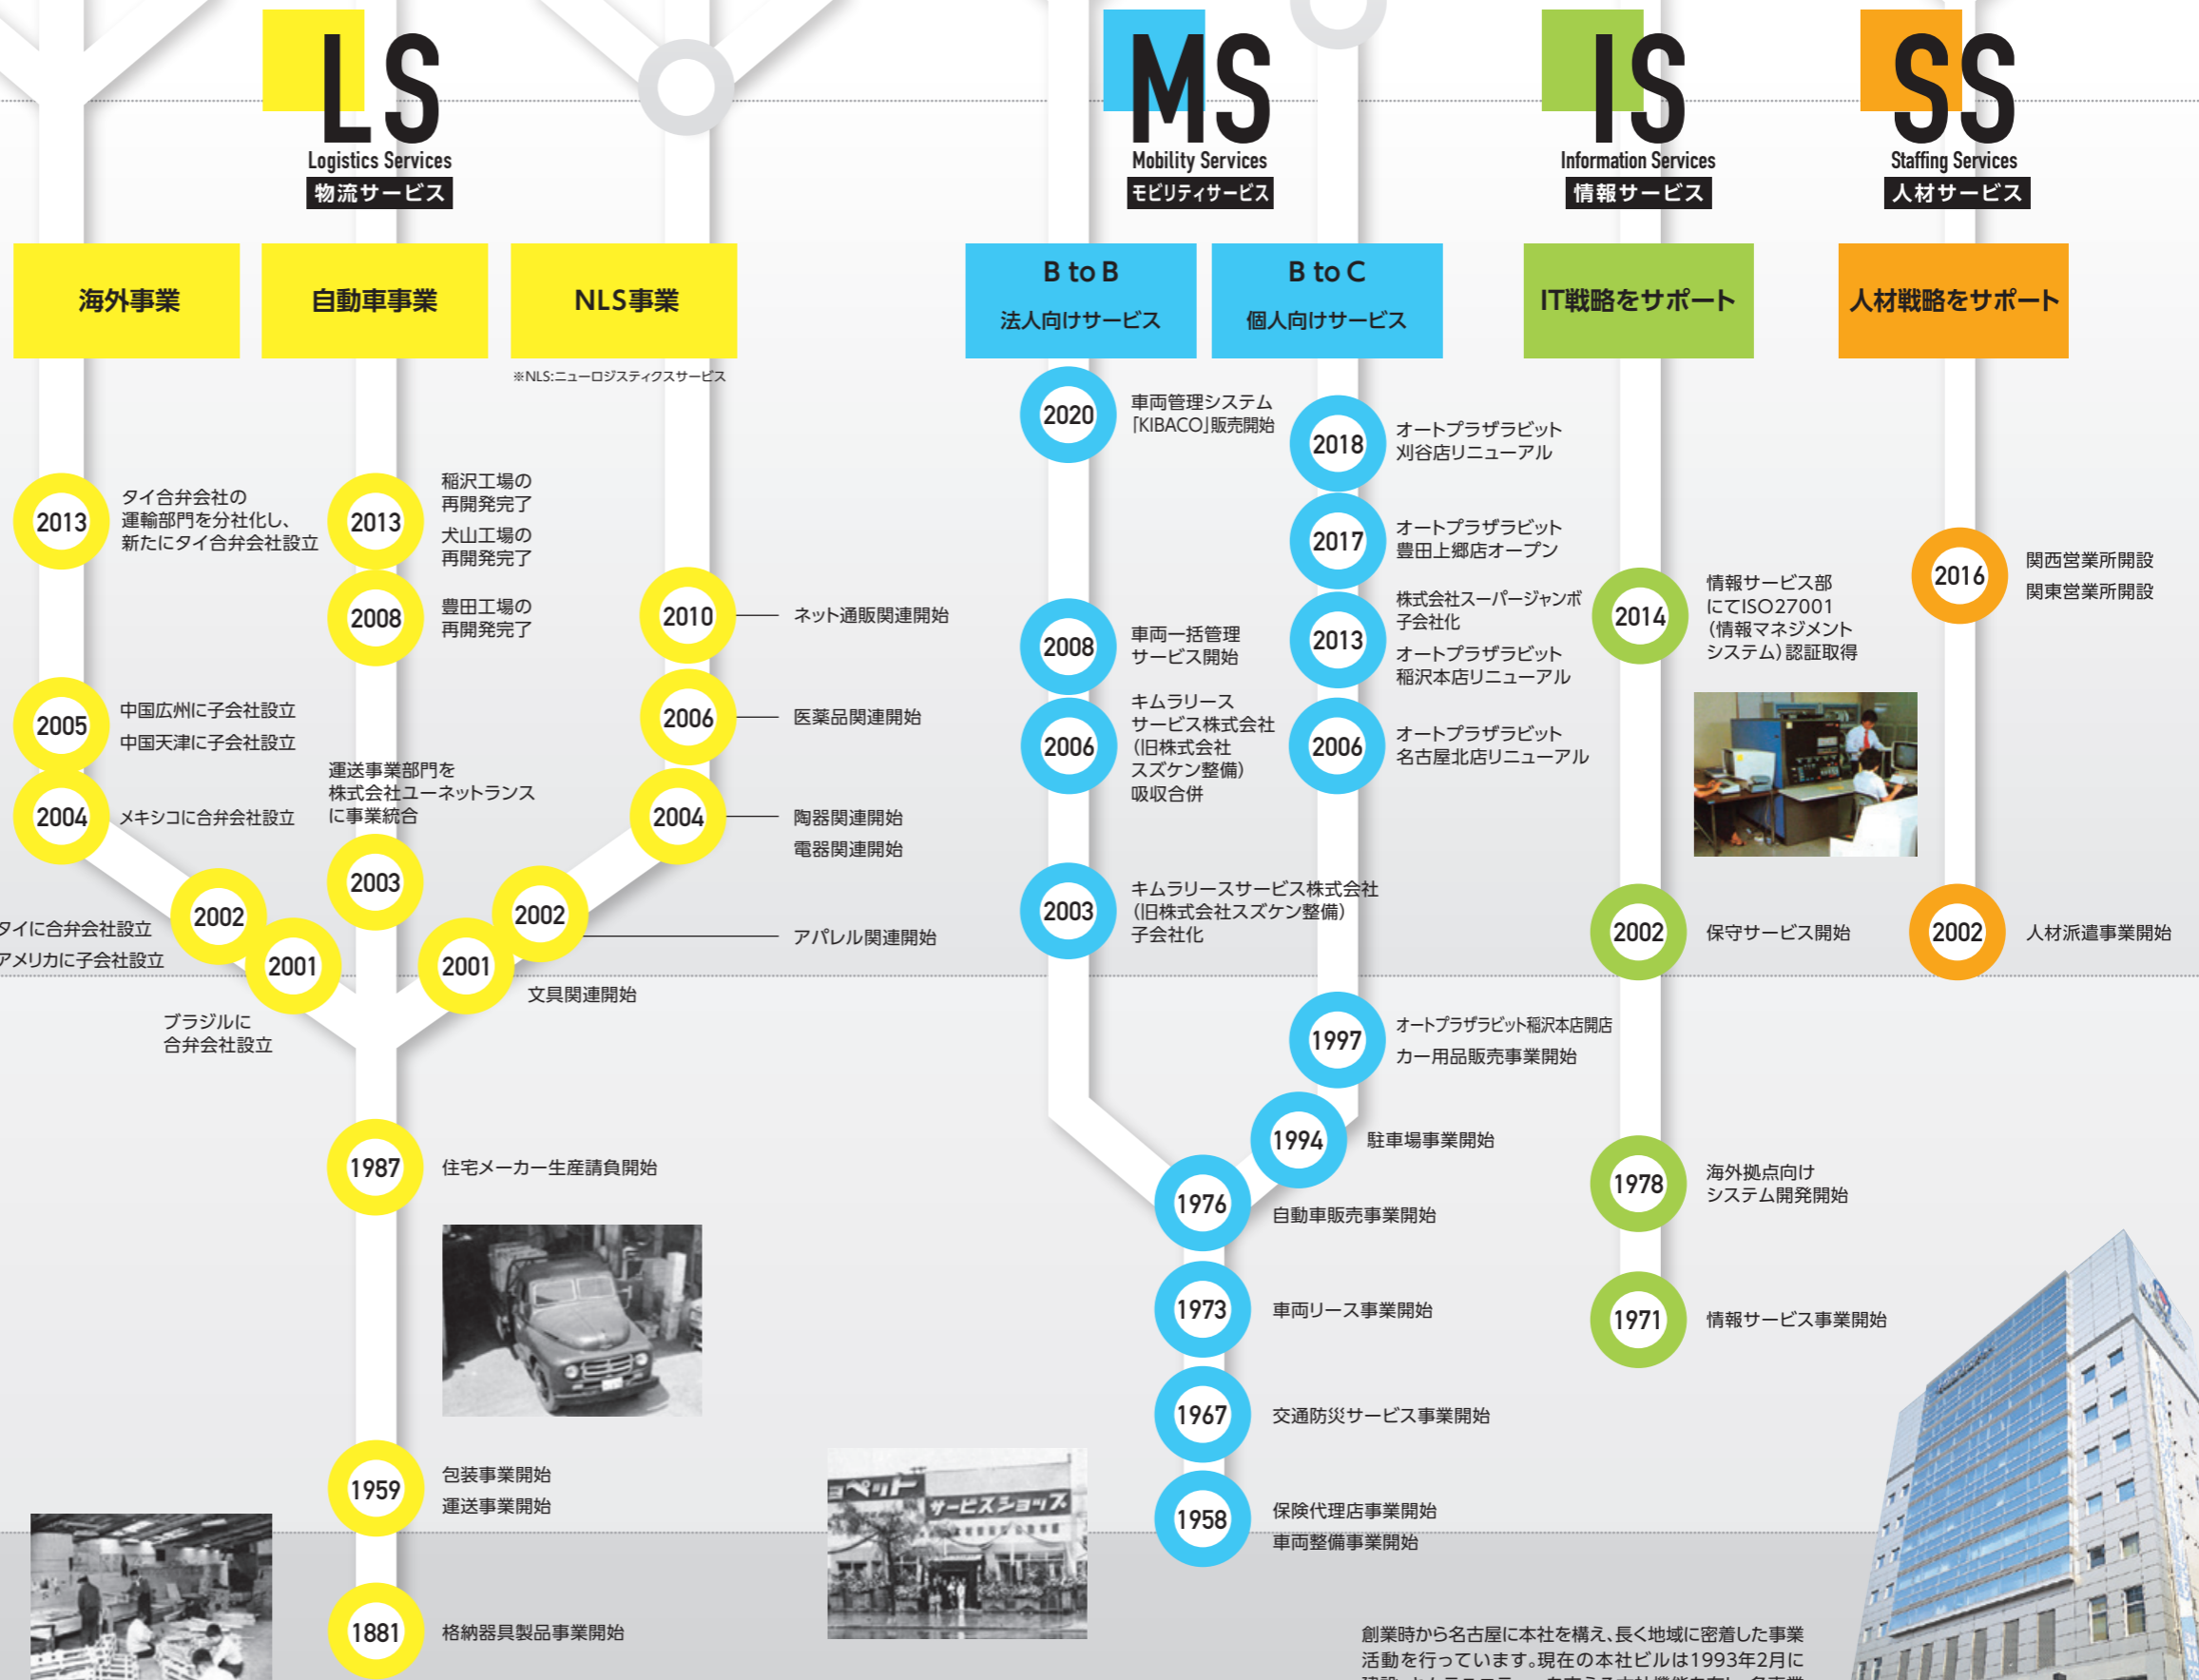 LS
Logistics Services
物流サービス
海外事業
自動車事業
NLS事業
※NLS:ニューロジスティクスサービス
2013
タイ合弁会社の
運輸部門を分社化し、
新たにタイ合弁会社設立
2005
中国広州に子会社設立
中国天津に子会社設立
2004
メキシコに合弁会社設立
2002
タイに合弁会社設立
アメリカに子会社設立
2001
ブラジルに
合弁会社設立
2013
稲沢工場の
再開発完了
犬山工場の
再開発完了
2008
豊田工場の
再開発完了
運送事業部門を
株式会社ユーネットランス
に事業統合
2003
2010
ネット通販関連開始
2006
医薬品関連開始
2004
陶器関連開始
電器関連開始
2002
アパレル関連開始
2001
文具関連開始
1987
住宅メーカー生産請負開始
1959
包装事業開始
運送事業開始
1881
格納器具製品事業開始
MS
Mobility Services
モビリティサービス
B to B
法人向けサービス
B to C
個人向けサービス
2020
車両管理システム
「KIBACO」販売開始
2008
車両一括管理
サービス開始
2006
キムラリース
サービス株式会社
(旧株式会社
スズケン整備)
吸収合併
2003
キムラリースサービス株式会社
(旧株式会社スズケン整備)
子会社化
2018
オートプラザラビット
刈谷店リニューアル
2017
オートプラザラビット
豊田上郷店オープン
2013
株式会社スーパージャンボ
子会社化
オートプラザラビット
稲沢本店リニューアル
2006
オートプラザラビット
名古屋北店リニューアル
1997
オートプラザラビット稲沢本店開店
カー用品販売事業開始
1994
駐車場事業開始
1976
自動車販売事業開始
1973
車両リース事業開始
1967
交通防災サービス事業開始
1958
保険代理店事業開始
車両整備事業開始
ペット
サービスショップ
IS
Information Services
情報サービス
IT戦略をサポート
2014
情報サービス部
にてISO27001
(情報マネジメント
システム)認証取得
2002
保守サービス開始
1978
海外拠点向け
システム開発開始
1971
情報サービス事業開始
SS
Staffing Services
人材サービス
人材戦略をサポート
2016
関西営業所開設
関東営業所開設
2002
人材派遣事業開始
創業時から名古屋に本社を構え、長く地域に密着した事業
活動を行っています。現在の本社ビルは1993年2月に